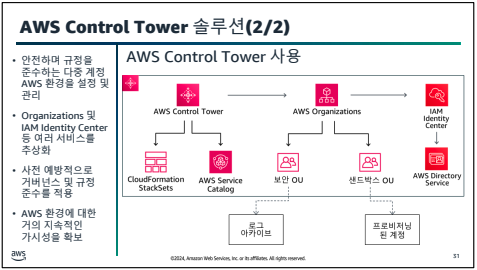 AWS Control Tower 솔루션(2/2)
• 안전하며 규정을
준수하는 다중 계정
AWS 환경을 설정 및
관리
• Organizations 및
IAM Identity Center
등 여러 서비스를
추상화
• 사전 예방적으로
거버넌스 및 규정
준수를 적용
• AWS 환경에 대한
거의 지속적인
가시성을 확보
AWS Control Tower 사용
AWS Control Tower
AWS Organizations
IAM
Identity
Center
CloudFormation
StackSets
AWS Service
Catalog
보안 OU
샌드박스 OU
AWS Directory
Service
로그
아카이브
프로비저닝
된 계정
aws
©2024, Amazon Web Services, Inc. or its affiliates. All rights reserved.
31